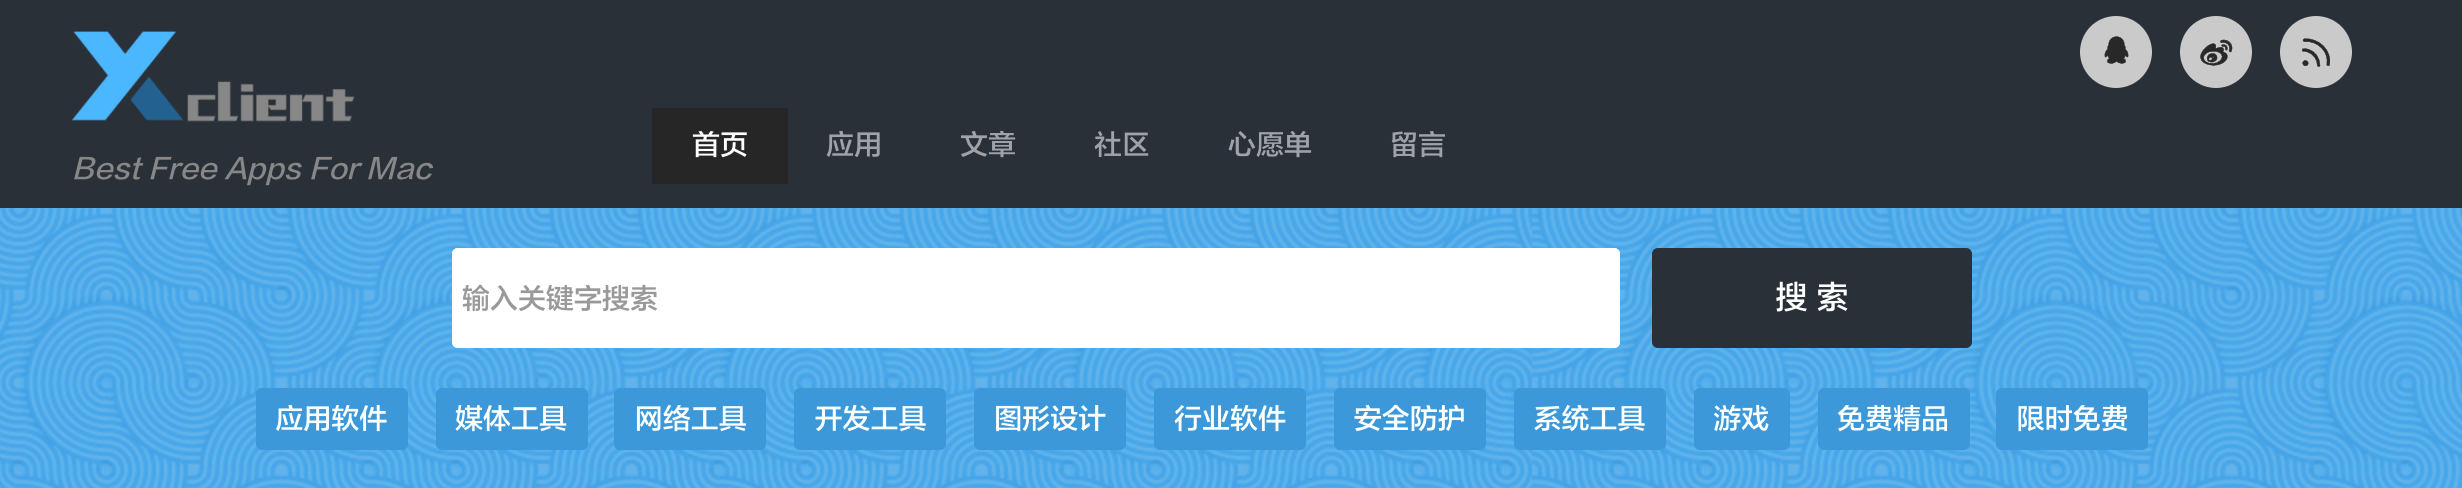 Xclient
Best Free Apps For Mac
首页 应用 文章 社区 心愿单 留言
输入关键字搜索
搜 索
应用软件 媒体工具 网络工具 开发工具 图形设计 行业软件 安全防护 系统工具 游戏 免费精品 限时免费